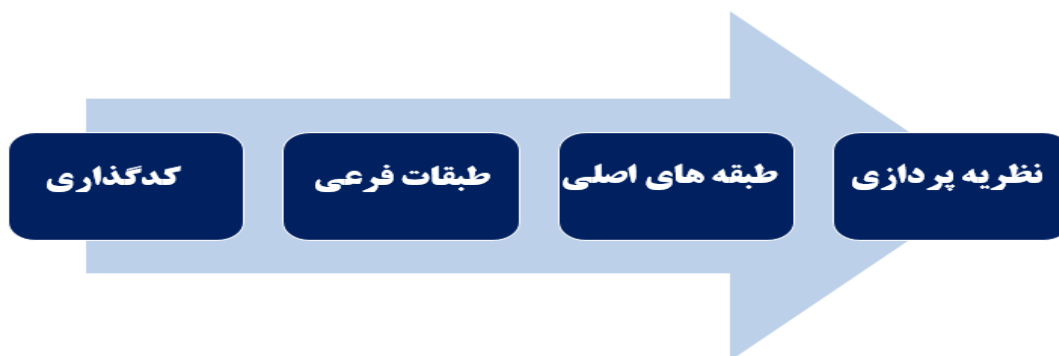 کدگذاری
طبقات فرعی
طبقه های اصلی
نظریه پردازی